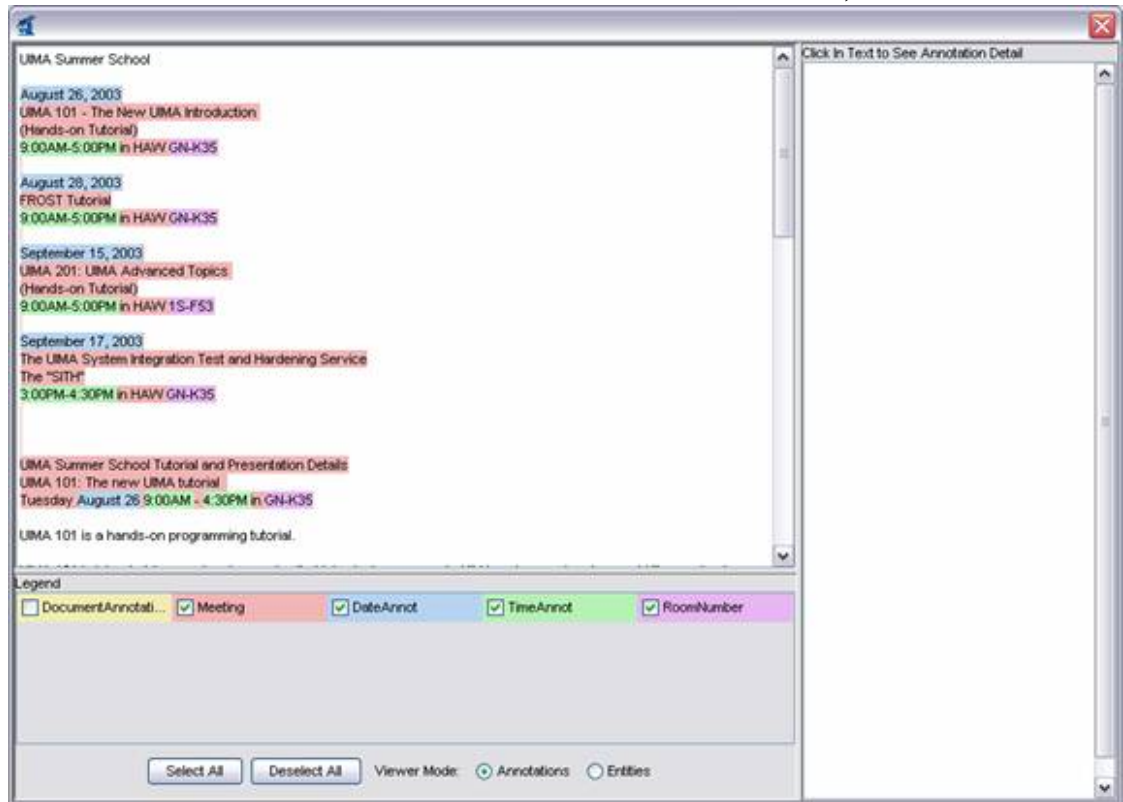 UIMA Summer School
August 26, 2003
UIMA 101 - The New UIMA Introduction
(Hands-on Tutorial)
9:00AM-5:00PM in HAW GN-K35
August 28, 2003
FROST Tutorial
9:00AM-5:00PM in HAW GN-K35
September 15, 2003
UIMA 201: UIMA Advanced Topics
(Hands-on Tutorial)
9:00AM-5:00PM in HAW 1S-F53
September 17, 2003
The UIMA System Integration Test and Hardening Service
The "SITH"
3:00PM-4:30PM in HAW GN-K35
UIMA Summer School Tutorial and Presentation Details
UIMA 101: The new UIMA tutorial
Tuesday August 26 9:00AM - 4:30PM in GN-K35
UIMA 101 is a hands-on programming tutorial.
Legend
DocumentAnnotati... Meeting DateAnnot TimeAnnot RoomNumber
Select All Deselect All Viewer Mode: Annotations Entities
Click In Text to See Annotation Detail